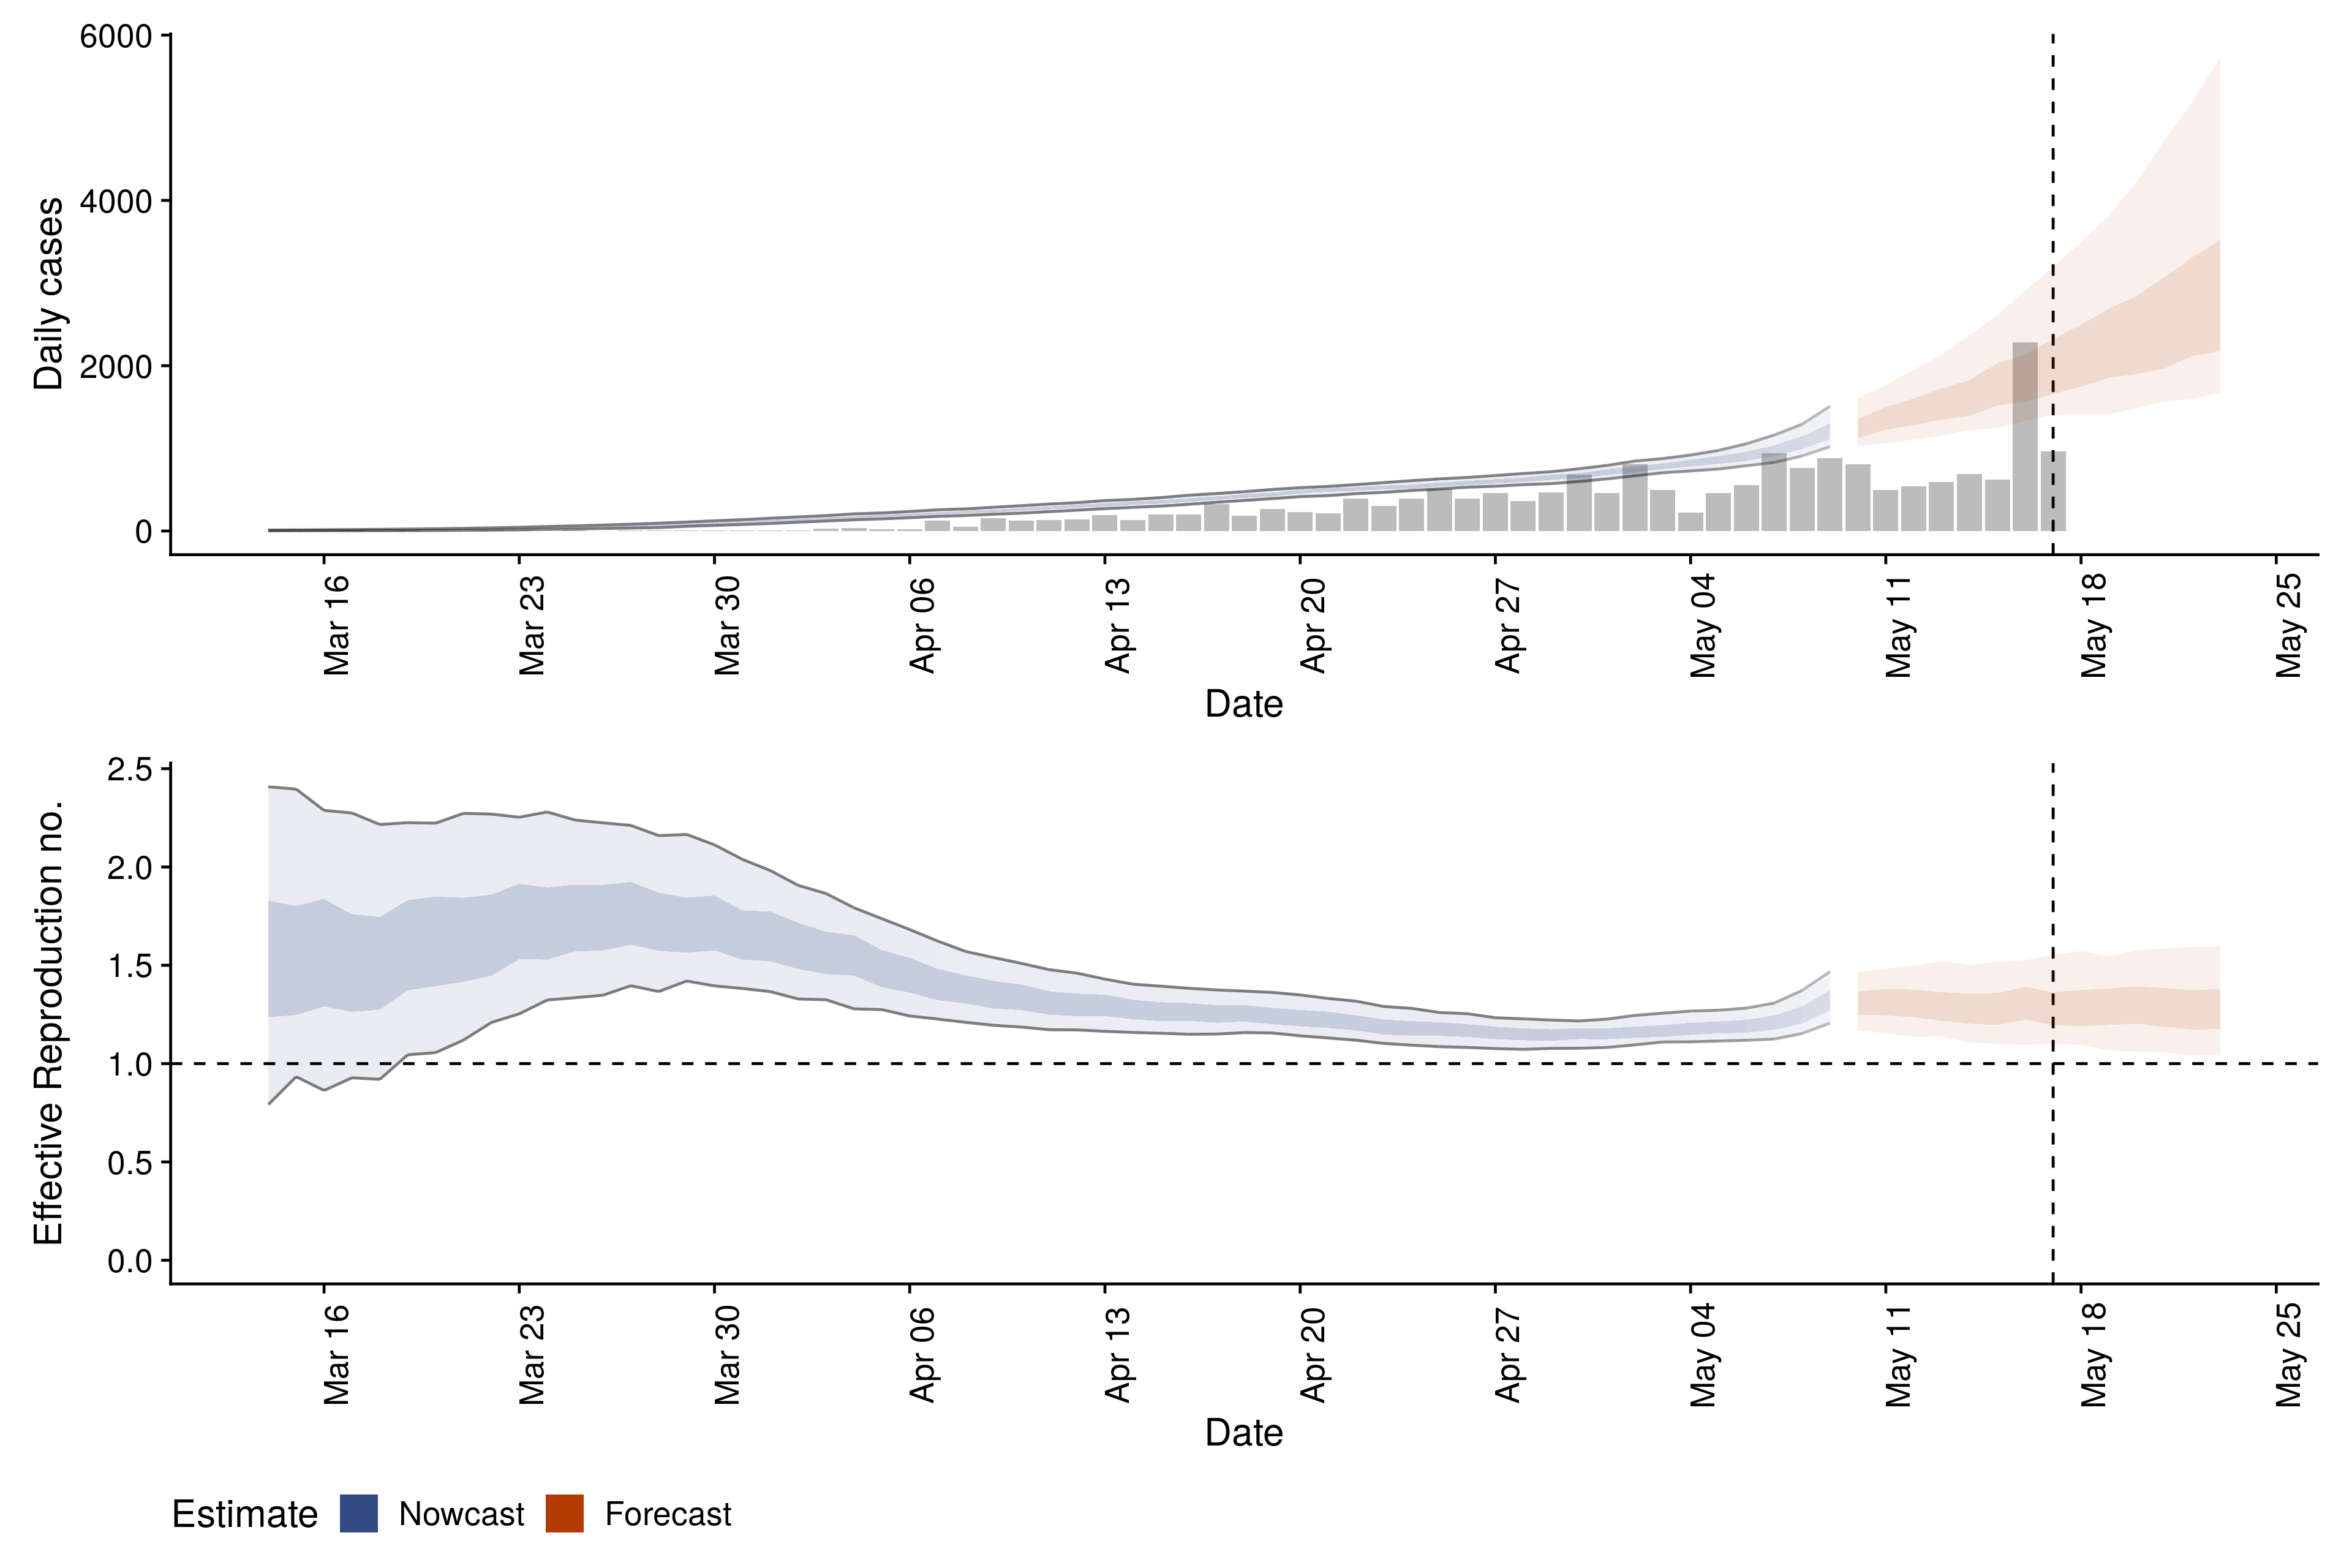 Daily cases
6000
4000
2000
0
Mar 16
Mar 23
Mar 30
Apr 06
Apr 13
Apr 20
Apr 27
May 04
May 11
May 18
May 25
Date
Effective Reproduction no.
2.5
2.0
1.5
1.0
0.5
0.0
Mar 16
Mar 23
Mar 30
Apr 06
Apr 13
Apr 20
Apr 27
May 04
May 11
May 18
May 25
Date
Estimate Nowcast Forecast